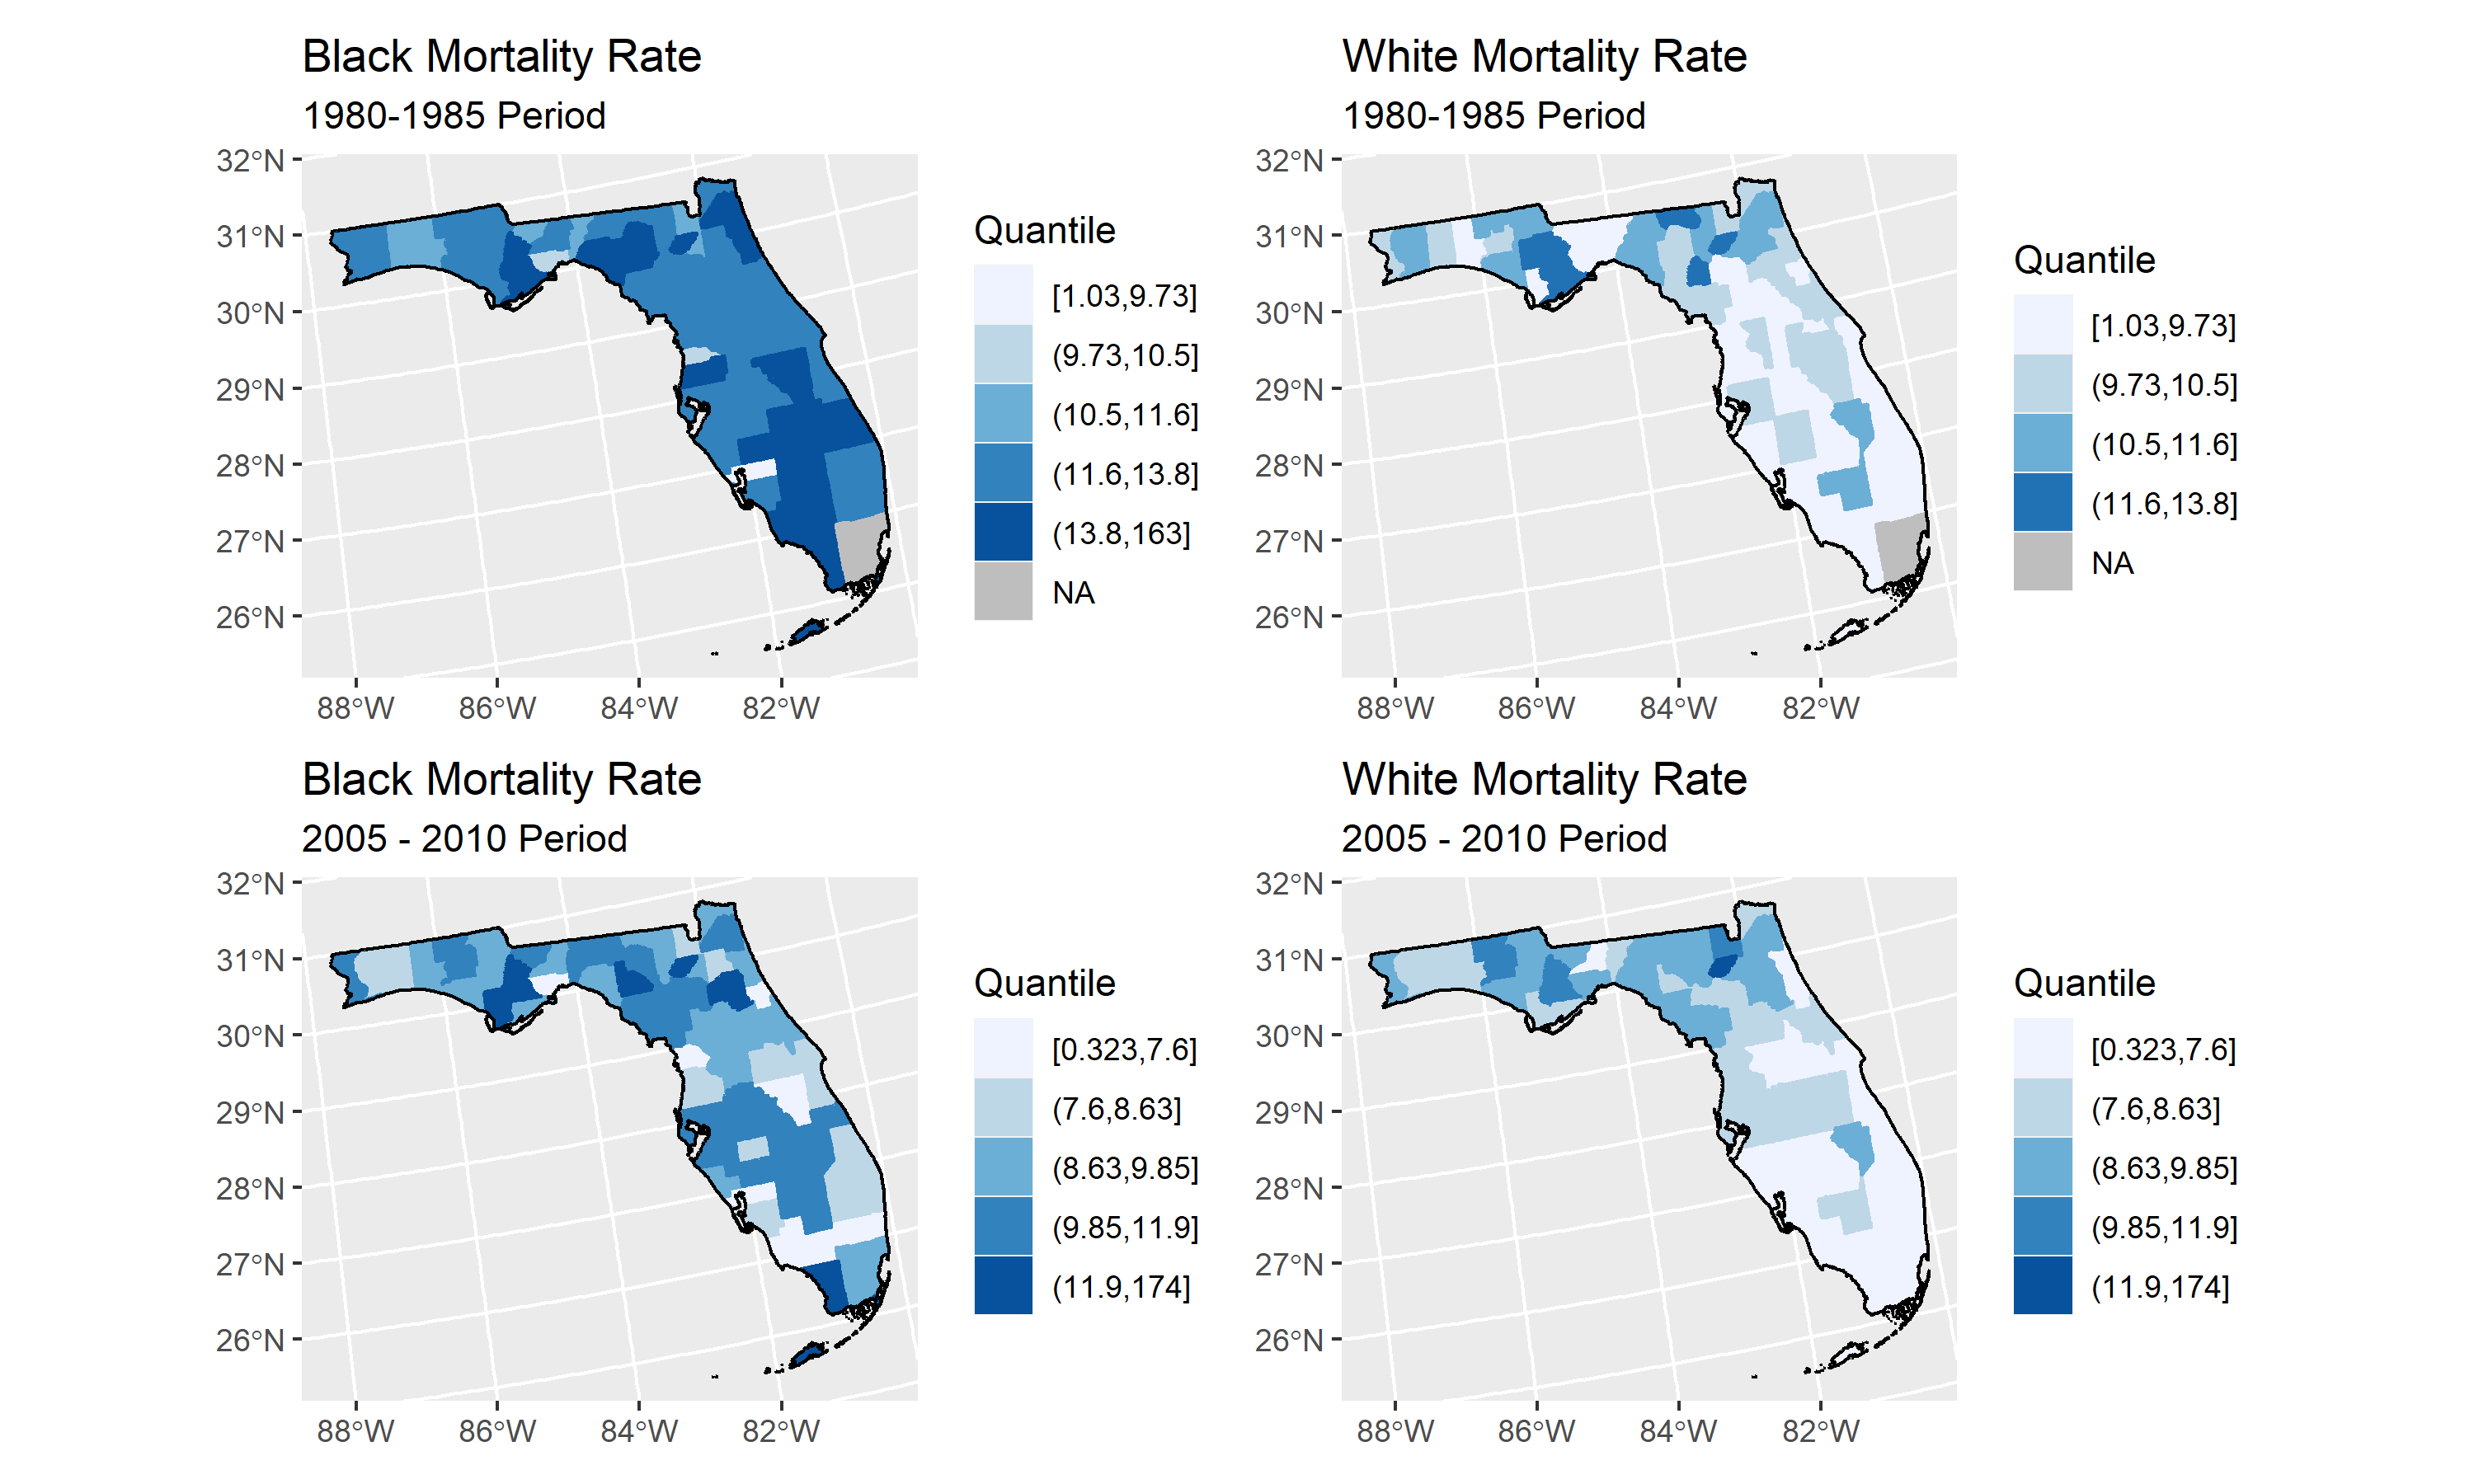 Black Mortality Rate
1980-1985 Period
32°N
31°N
30°N
29°N
28°N
27°N
26°N
88°W 86°W 84°W 82°W
Quantile
[1.03,9.73]
(9.73,10.5]
(10.5,11.6]
(11.6,13.8]
(13.8,163]
NA
White Mortality Rate
1980-1985 Period
32°N
31°N
30°N
29°N
28°N
27°N
26°N
88°W 86°W 84°W 82°W
Quantile
[1.03,9.73]
(9.73,10.5]
(10.5,11.6]
(11.6,13.8]
NA
Black Mortality Rate
2005 - 2010 Period
32°N
31°N
30°N
29°N
28°N
27°N
26°N
88°W 86°W 84°W 82°W
Quantile
[0.323,7.6]
(7.6,8.63]
(8.63,9.85]
(9.85,11.9]
(11.9,174]
White Mortality Rate
2005 - 2010 Period
32°N
31°N
30°N
29°N
28°N
27°N
26°N
88°W 86°W 84°W 82°W
Quantile
[0.323,7.6]
(7.6,8.63]
(8.63,9.85]
(9.85,11.9]
(11.9,174]